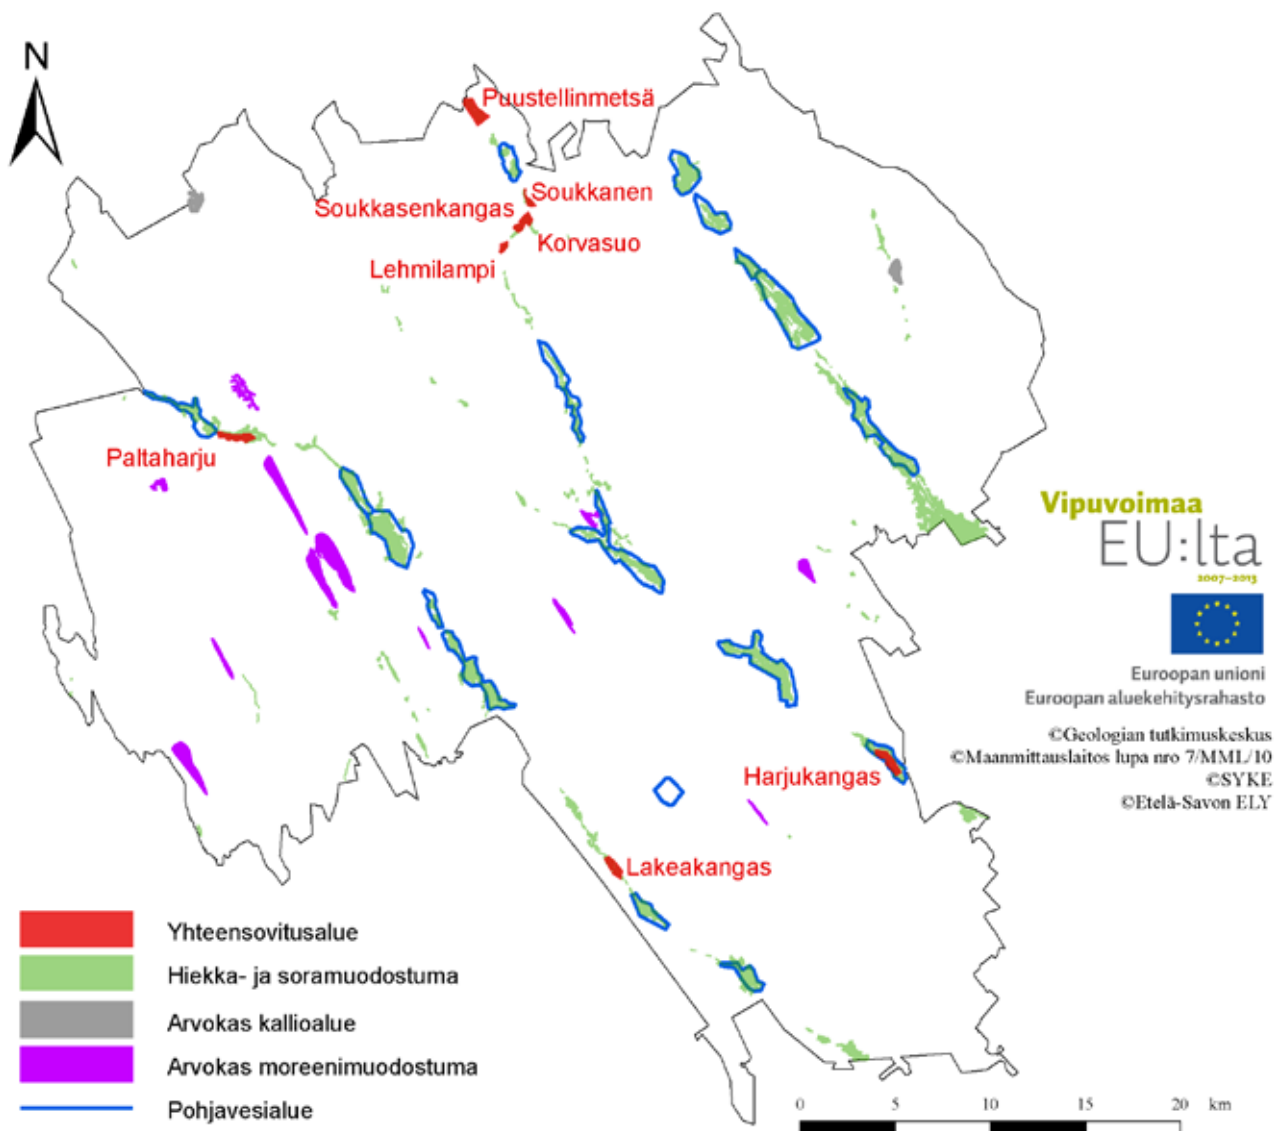 N
Puustellinmetsä
Soukkanen
Soukkasenkangas
Korvasuo
Lehmilampi
Paltaharju
Vipuvoimaa
EU:lta
2007–2013
Euroopan unioni
Euroopan aluekehitysrahasto
©Geologian tutkimuskeskus
©Maanmittauslaitos lupa nro 7/MML/10
©SYKE
©Etelä-Savon ELY
Harjukangas
Lakeakangas
Yhteensovitusalue
Hiekka- ja soramuodostuma
Arvokas kallioalue
Arvokas moreenimuodostuma
Pohjavesialue
0 5 10 15 20 km